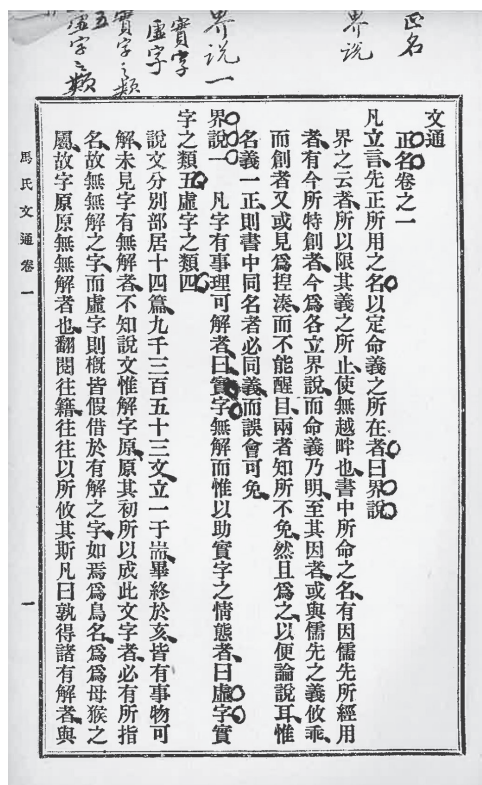 正名
界说
界说一
實字
虛字
實字之類
五
虛字之類
文通
正名卷之一
凡立言、先正所用之名以定命義之所在者曰界說
界之云者、所以限其義之所止、使無越畔也、書中所命之名、有因儒先所經用
者、有今所特創者、今爲各立界說、而命義乃明、至其因者、或與儒先之義攸乖、
而創者又或見爲揑湊、而不能醒目、兩者知所不免、然且爲之、以便論說耳、惟
名義一正、則書中同名者必同義、而誤會可免、
界說一　凡字有事理可解者、曰實字、無解而惟以助實字之情態者、曰虛字、實
字之類五、虛字之類四、
說文分別部居十四篇、九千三百五十三文、立一于耑、畢終於亥、皆有事物可
解、未見字有無解者、不知說文惟解字原、原其初所以成此文字者、必有所指
名、故無無解之字、而虛字則槪皆假借於有解之字、如焉爲鳥名、爲爲母猴之
屬、故字原原無無解者也、翻閱往籍、往往以所攸其斯凡曰孰得諸有解者、與
馬氏文通卷一
一